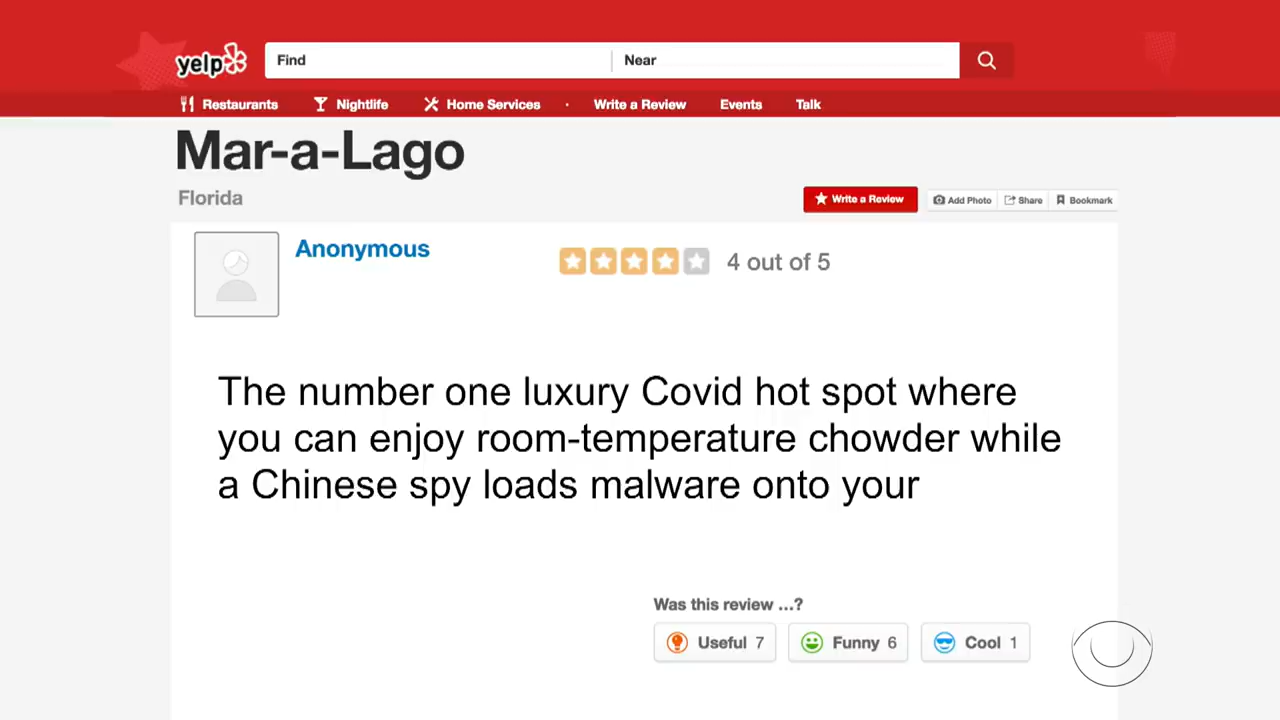 yelp Find Near
Restaurants Nightlife Home Services · Write a Review Events Talk
Mar-a-Lago
Florida
Write a Review Add Photo Share Bookmark
Anonymous 4 out of 5
The number one luxury Covid hot spot where
you can enjoy room-temperature chowder while
a Chinese spy loads malware onto your
Was this review ...?
Useful 7 Funny 6 Cool 1